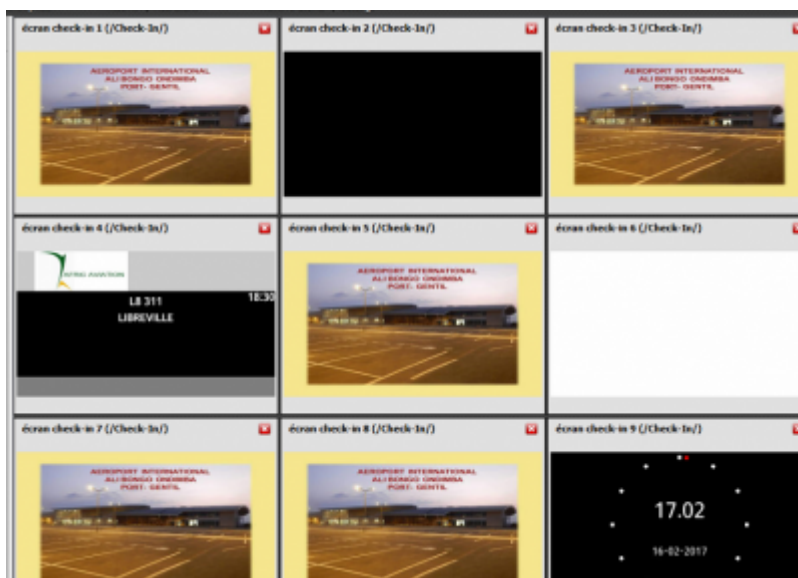 écran check-in 1 (/Check-In/)
écran check-in 2 (/Check-In/)
écran check-in 3 (/Check-In/)
AEROPORT INTERNATIONAL
ALI BONGO ONDIMBA
PORT- GENTIL
AEROPORT INTERNATIONAL
ALI BONGO ONDIMBA
PORT- GENTIL
écran check-in 4 (/Check-In/)
écran check-in 5 (/Check-In/)
écran check-in 6 (/Check-In/)
AVIATION
18:30
L8 311
LIBREVILLE
AEROPORT INTERNATIONAL
ALI BONGO ONDIMBA
PORT- GENTIL
écran check-in 7 (/Check-In/)
écran check-in 8 (/Check-In/)
écran check-in 9 (/Check-In/)
AEROPORT INTERNATIONAL
ALI BONGO ONDIMBA
PORT- GENTIL
AEROPORT INTERNATIONAL
ALI BONGO ONDIMBA
PORT- GENTIL
17.02
16-02-2017